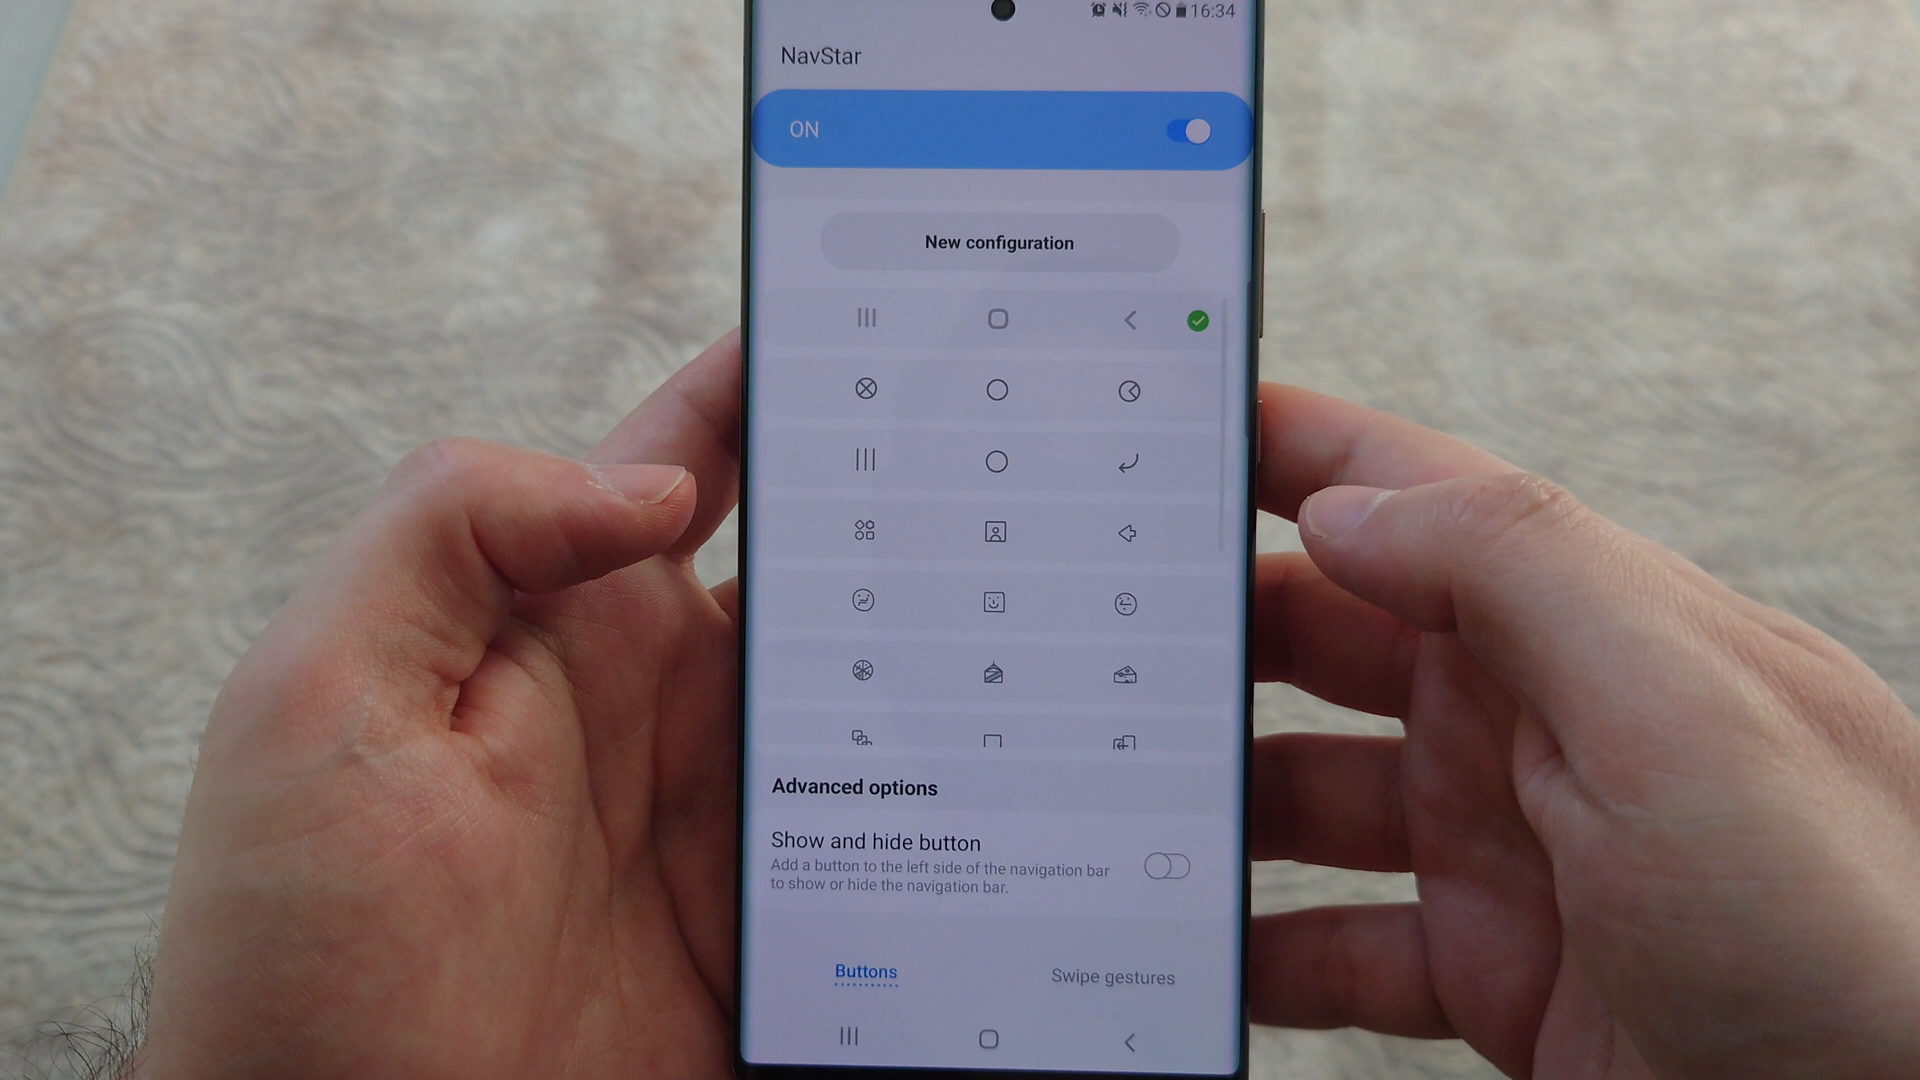 16:34
NavStar
ON
New configuration
Advanced options
Show and hide button
Add a button to the left side of the navigation bar
to show or hide the navigation bar.
Buttons
Swipe gestures